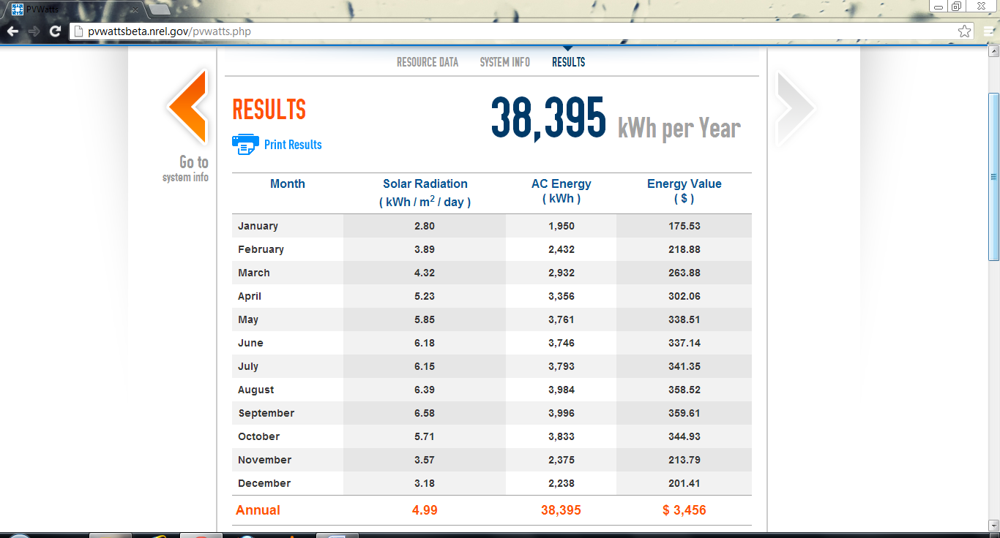 PVWatts
pvwattsbeta.nrel.gov/pvwatts.php
RESOURCE DATA SYSTEM INFO RESULTS
RESULTS
38,395 kWh per Year
Print Results
Go to
system info
Month Solar Radiation AC Energy Energy Value
( kWh / m² / day ) ( kWh ) ( $ )
January 2.80 1,950 175.53
February 3.89 2,432 218.88
March 4.32 2,932 263.88
April 5.23 3,356 302.06
May 5.85 3,761 338.51
June 6.18 3,746 337.14
July 6.15 3,793 341.35
August 6.39 3,984 358.52
September 6.58 3,996 359.61
October 5.71 3,833 344.93
November 3.57 2,375 213.79
December 3.18 2,238 201.41
Annual 4.99 38,395 $ 3,456